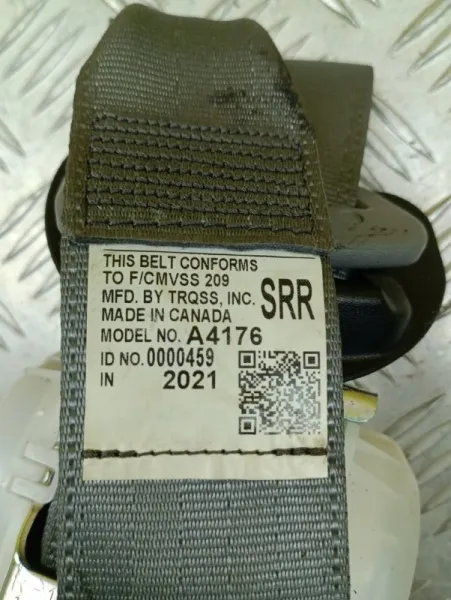 THIS BELT CONFORMS
TO F/CMVSS 209
MFD. BY TRQSS, INC. SRR
MADE IN CANADA
MODEL NO. A4176
ID NO. 0000459
IN 2021